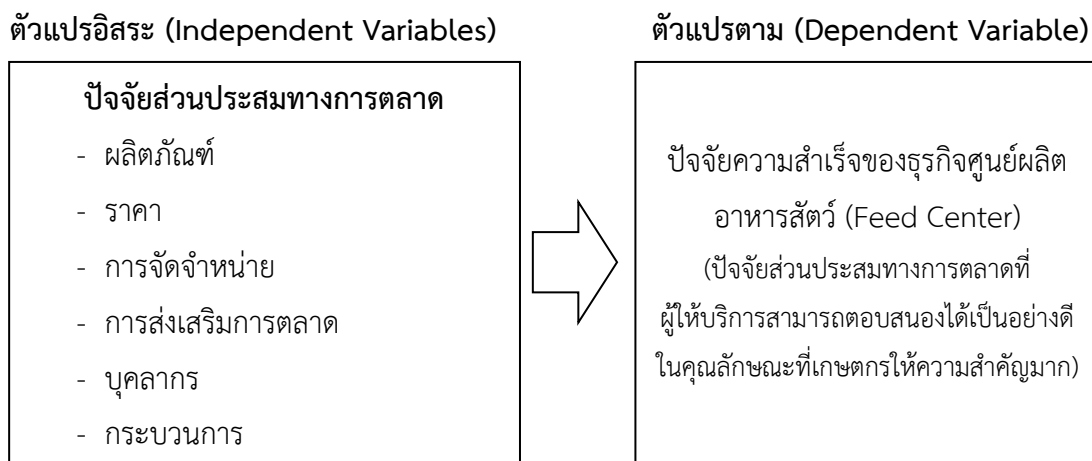 ตัวแปรอิสระ (Independent Variables)
ปัจจัยส่วนประสมทางการตลาด
- ผลิตภัณฑ์
- ราคา
- การจัดจำหน่าย
- การส่งเสริมการตลาด
- บุคลากร
- กระบวนการ
ตัวแปรตาม (Dependent Variable)
ปัจจัยความสำเร็จของธุรกิจศูนย์ผลิต
อาหารสัตว์ (Feed Center)
(ปัจจัยส่วนประสมทางการตลาดที่
ผู้ให้บริการสามารถตอบสนองได้เป็นอย่างดี
ในคุณลักษณะที่เกษตกรให้ความสำคัญมาก)